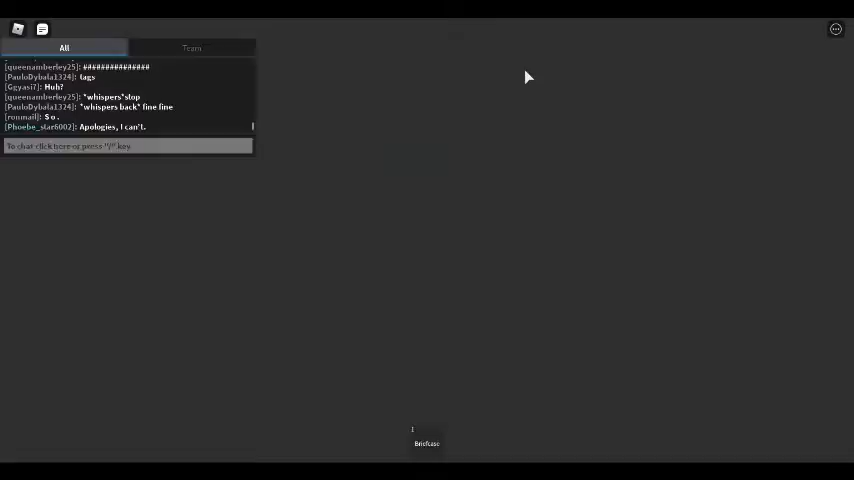 All
Team
[queenamberley25]: ###############
[PauloDybala1324]: tags
[Ggyasi7]: Huh?
[queenamberley25]: *whispers*stop
[PauloDybala1324]: *whispers back* fine fine
[ronmail]: S o .
[Phoebe_star6002]: Apologies, I can't.
To chat click here or press "/" key
1
Briefcase